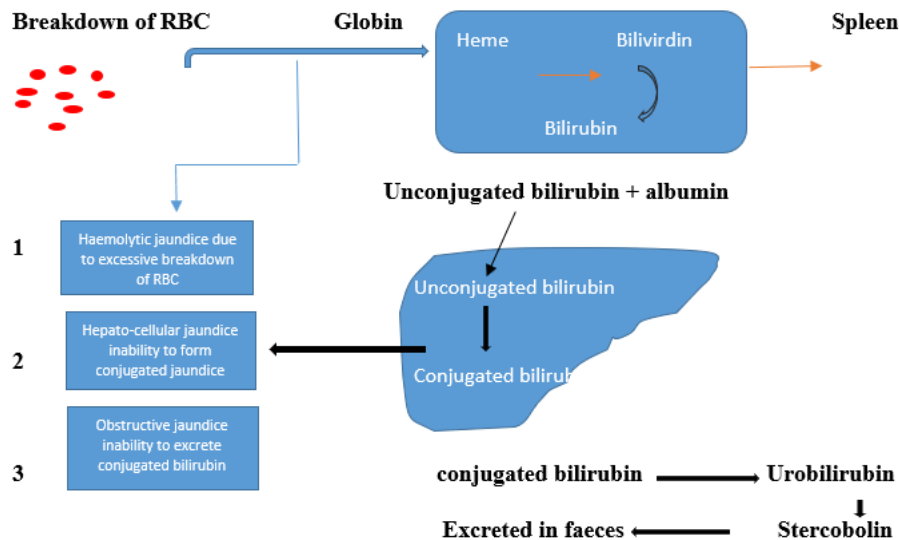 Breakdown of RBC
Globin
Spleen
Heme
Bilivirdin
Bilirubin
Unconjugated bilirubin + albumin
1
Haemolytic jaundice due
to excessive breakdown
of RBC
Unconjugated bilirubin
2
Hepato-cellular jaundice
inability to form
conjugated jaundice
Conjugated bilirub
3
Obstructive jaundice
inability to excrete
conjugated bilirubin
conjugated bilirubin
Urobilirubin
Stercobolin
Excreted in faeces